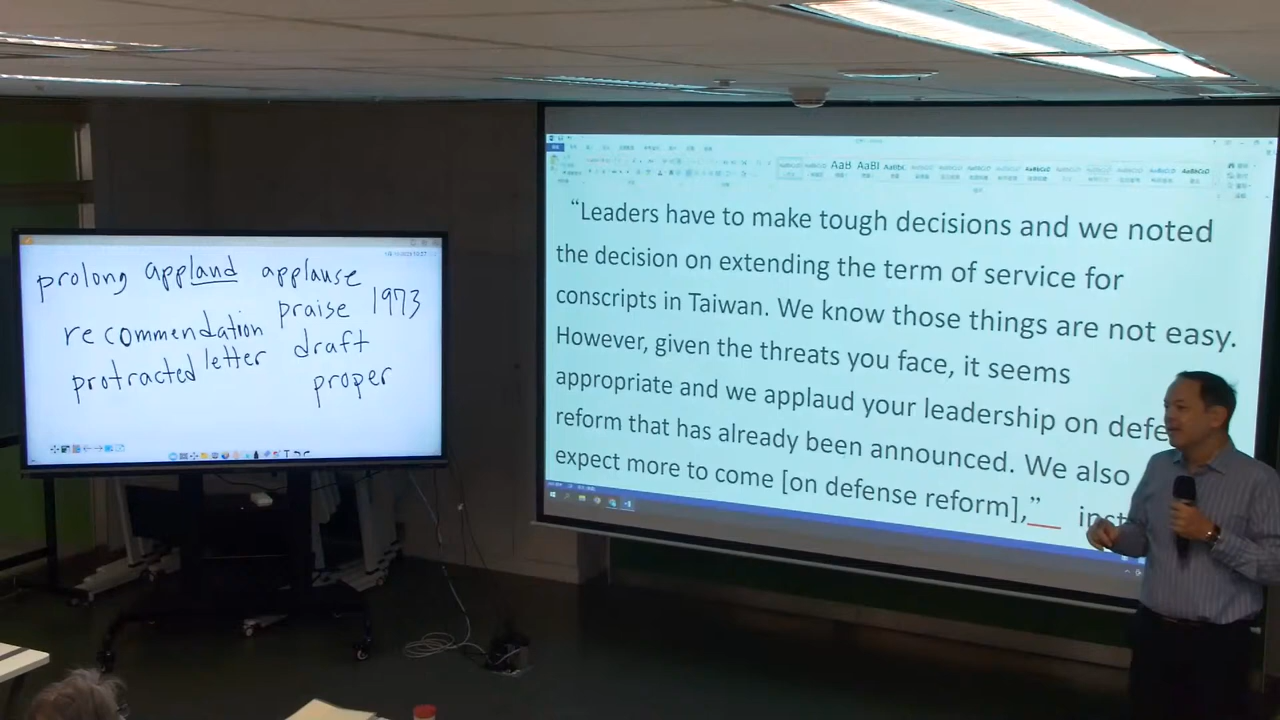 prolong applaud applause
praise 1973
recommendation
letter draft
protracted
proper
“Leaders have to make tough decisions and we noted
the decision on extending the term of service for
conscripts in Taiwan. We know those things are not easy.
However, given the threats you face, it seems
appropriate and we applaud your leadership on defe
reform that has already been announced. We also
expect more to come [on defense reform],”